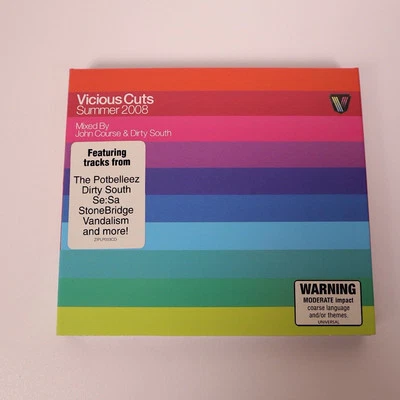 Vicious Cuts
Summer 2008
Mixed By
John Course & Dirty South
Featuring
tracks from
The Potbelleez
Dirty South
Se:Sa
StoneBridge
Vandalism
and more!
WARNING
MODERATE impact
coarse language
and/or themes
UNIVERSAL